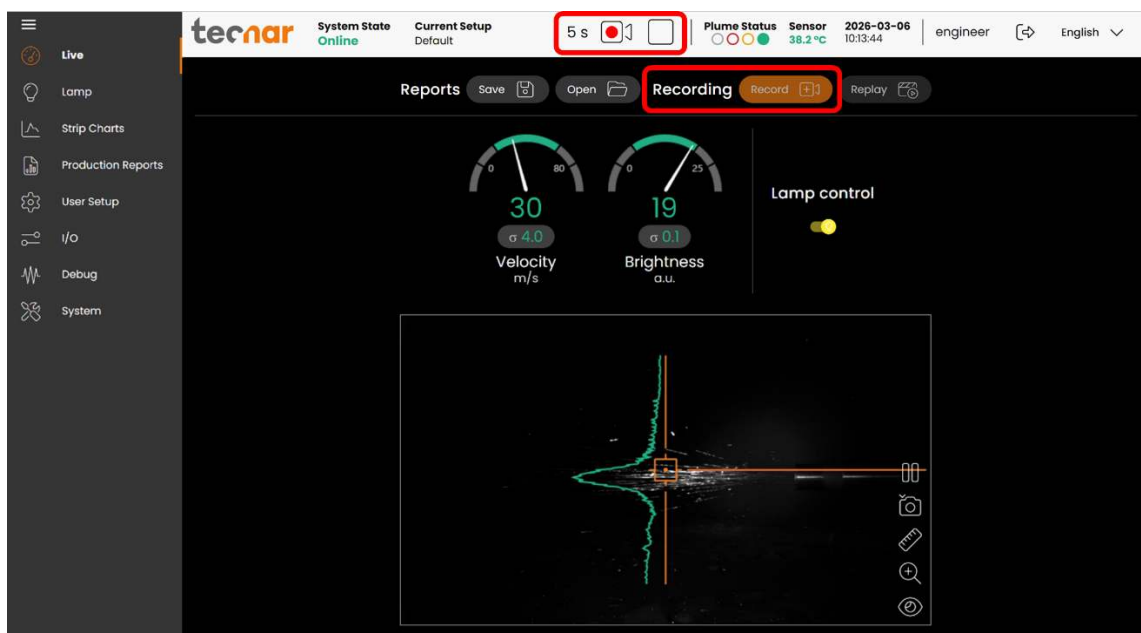 tecnar
System State
Online
Current Setup
Default
5 s
Plume Status
Sensor
38.2 °C
2026-03-06
10:13:44
engineer
English
Live
Lamp
Strip Charts
Production Reports
User Setup
I/O
Debug
System
Reports Save Open Recording Record Replay
0 80
30
σ 4.0
Velocity
m/s
0 25
19
σ 0.1
Brightness
a.u.
Lamp control